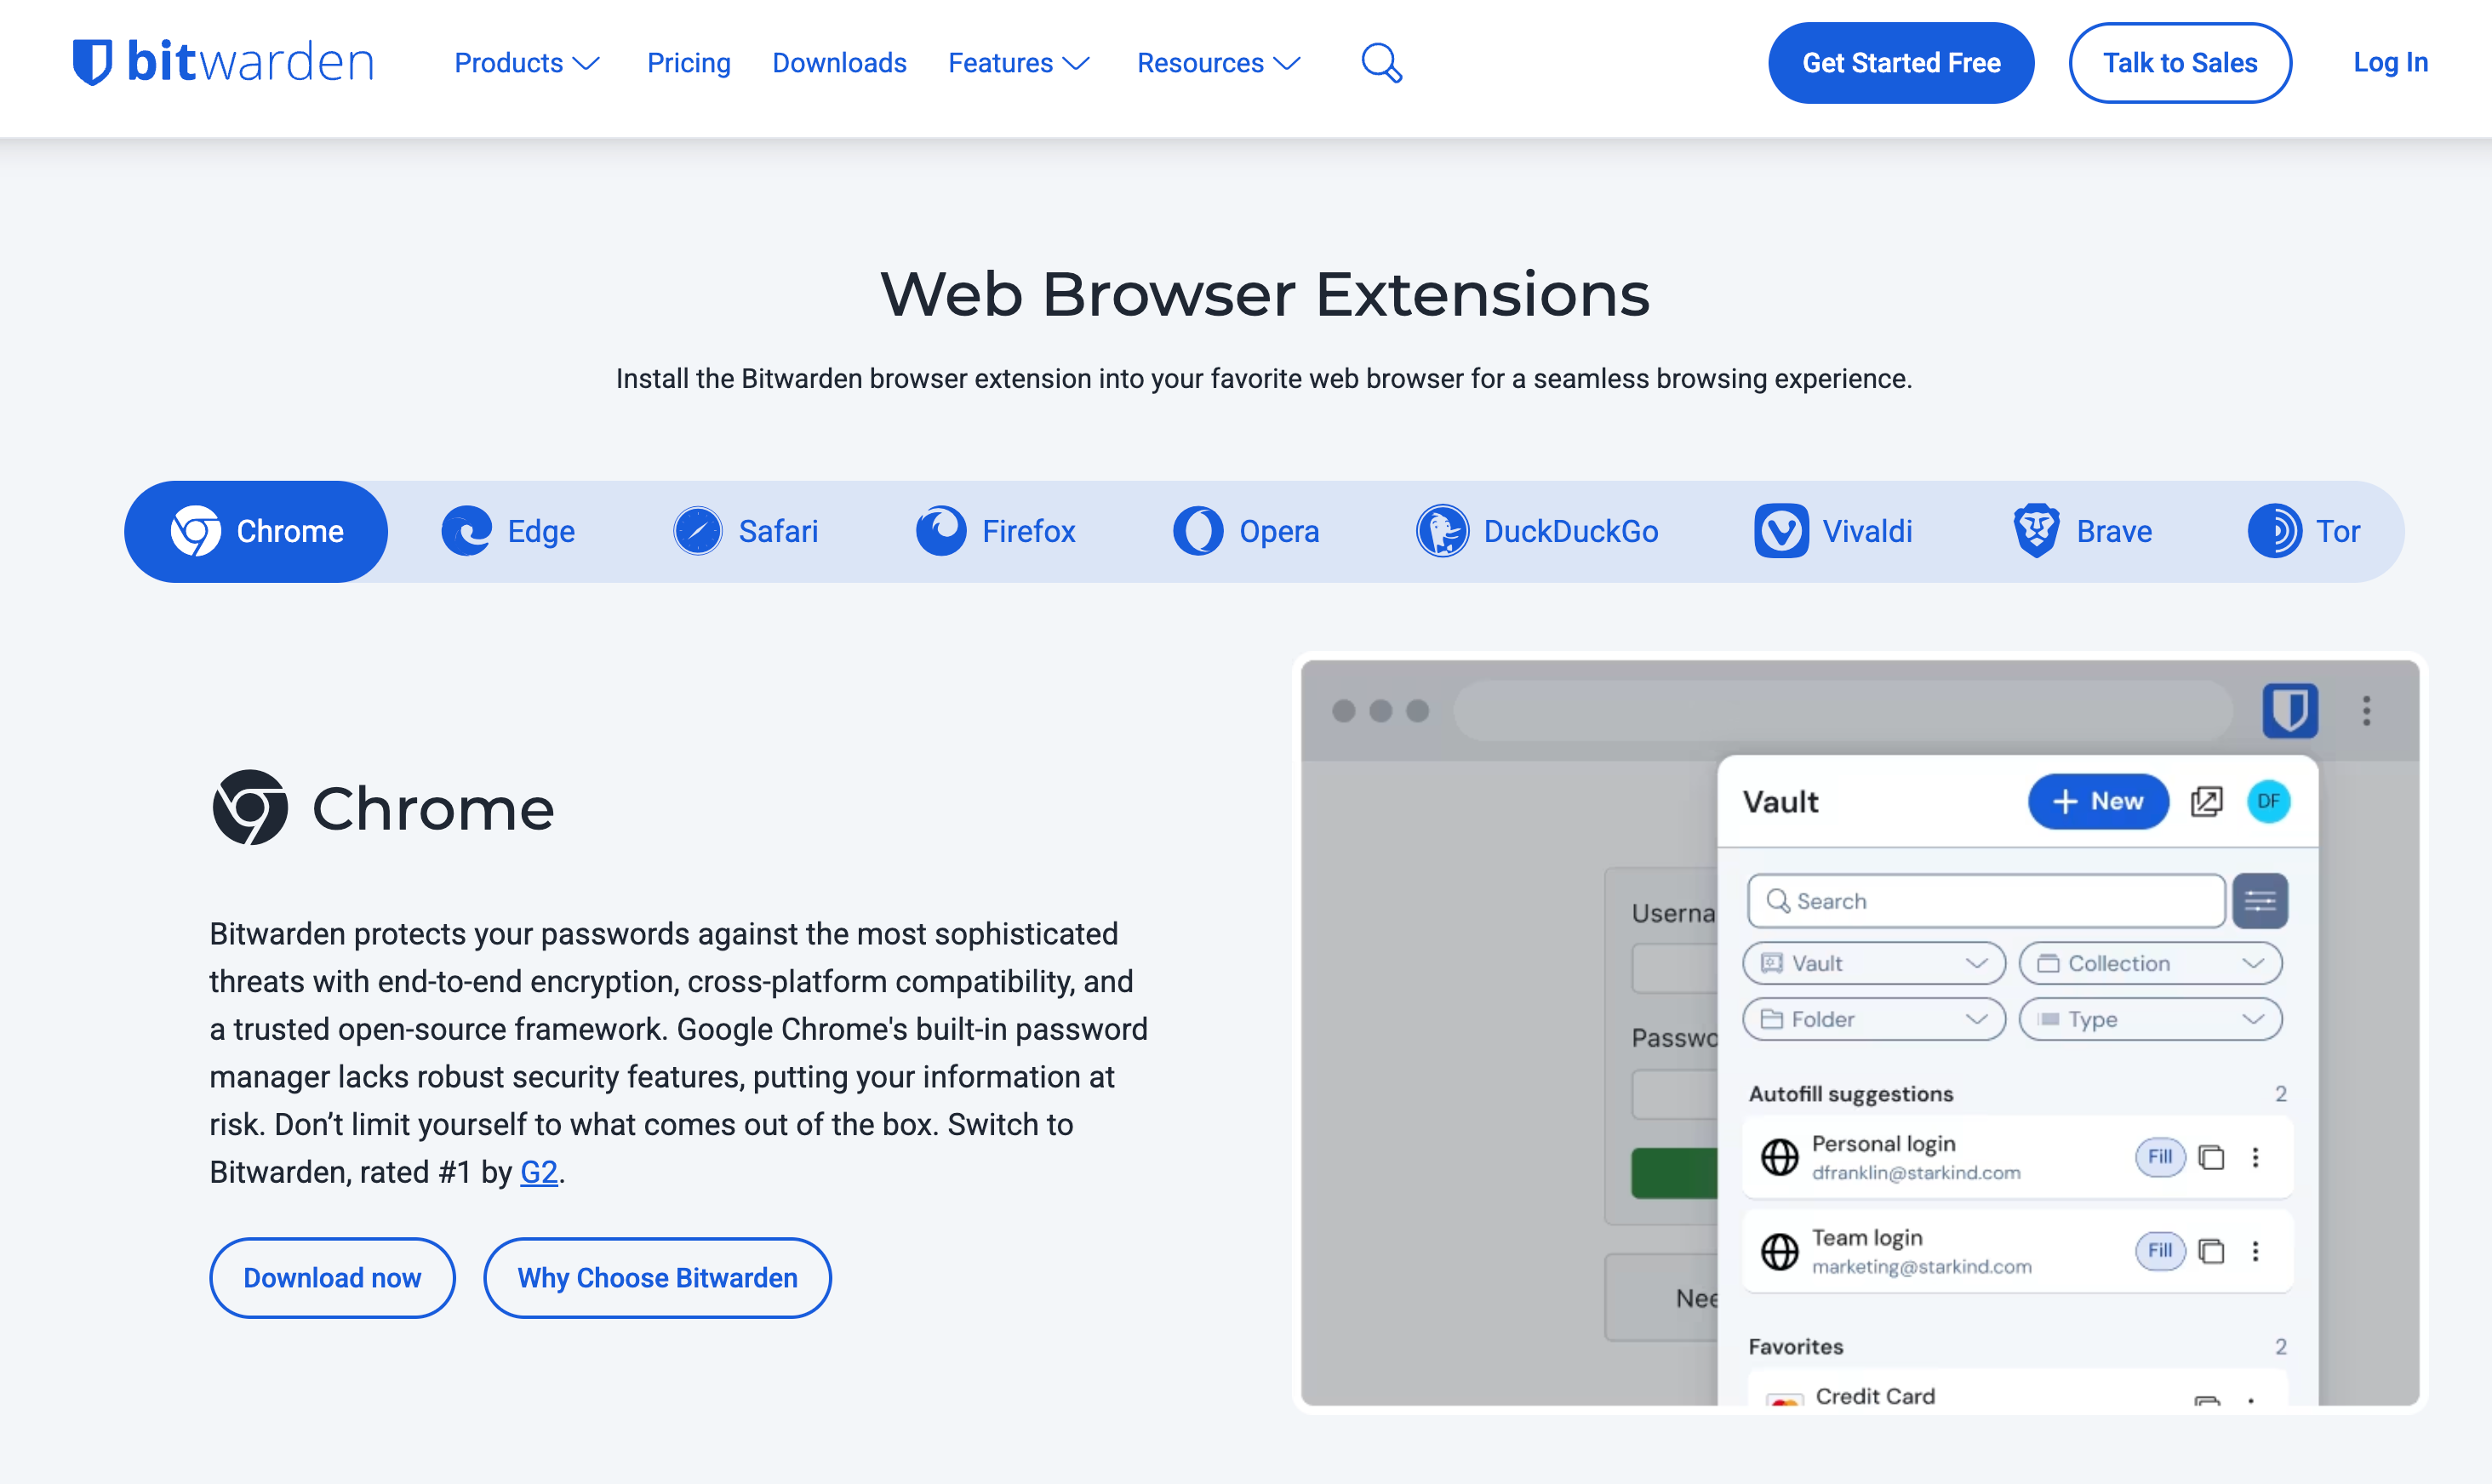 bitwarden
Products
Pricing
Downloads
Features
Resources
Get Started Free
Talk to Sales
Log In
Web Browser Extensions
Install the Bitwarden browser extension into your favorite web browser for a seamless browsing experience.
Chrome
Edge
Safari
Firefox
Opera
DuckDuckGo
Vivaldi
Brave
Tor
Chrome
Bitwarden protects your passwords against the most sophisticated
threats with end-to-end encryption, cross-platform compatibility, and
a trusted open-source framework. Google Chrome's built-in password
manager lacks robust security features, putting your information at
risk. Don’t limit yourself to what comes out of the box. Switch to
Bitwarden, rated #1 by G2.
Download now
Why Choose Bitwarden
Vault
+ New
DF
Search
Vault
Collection
Folder
Type
Userna
Passwo
Nee
Autofill suggestions 2
Personal login
dfranklin@starkind.com
Fill
Team login
marketing@starkind.com
Fill
Favorites 2
Credit Card